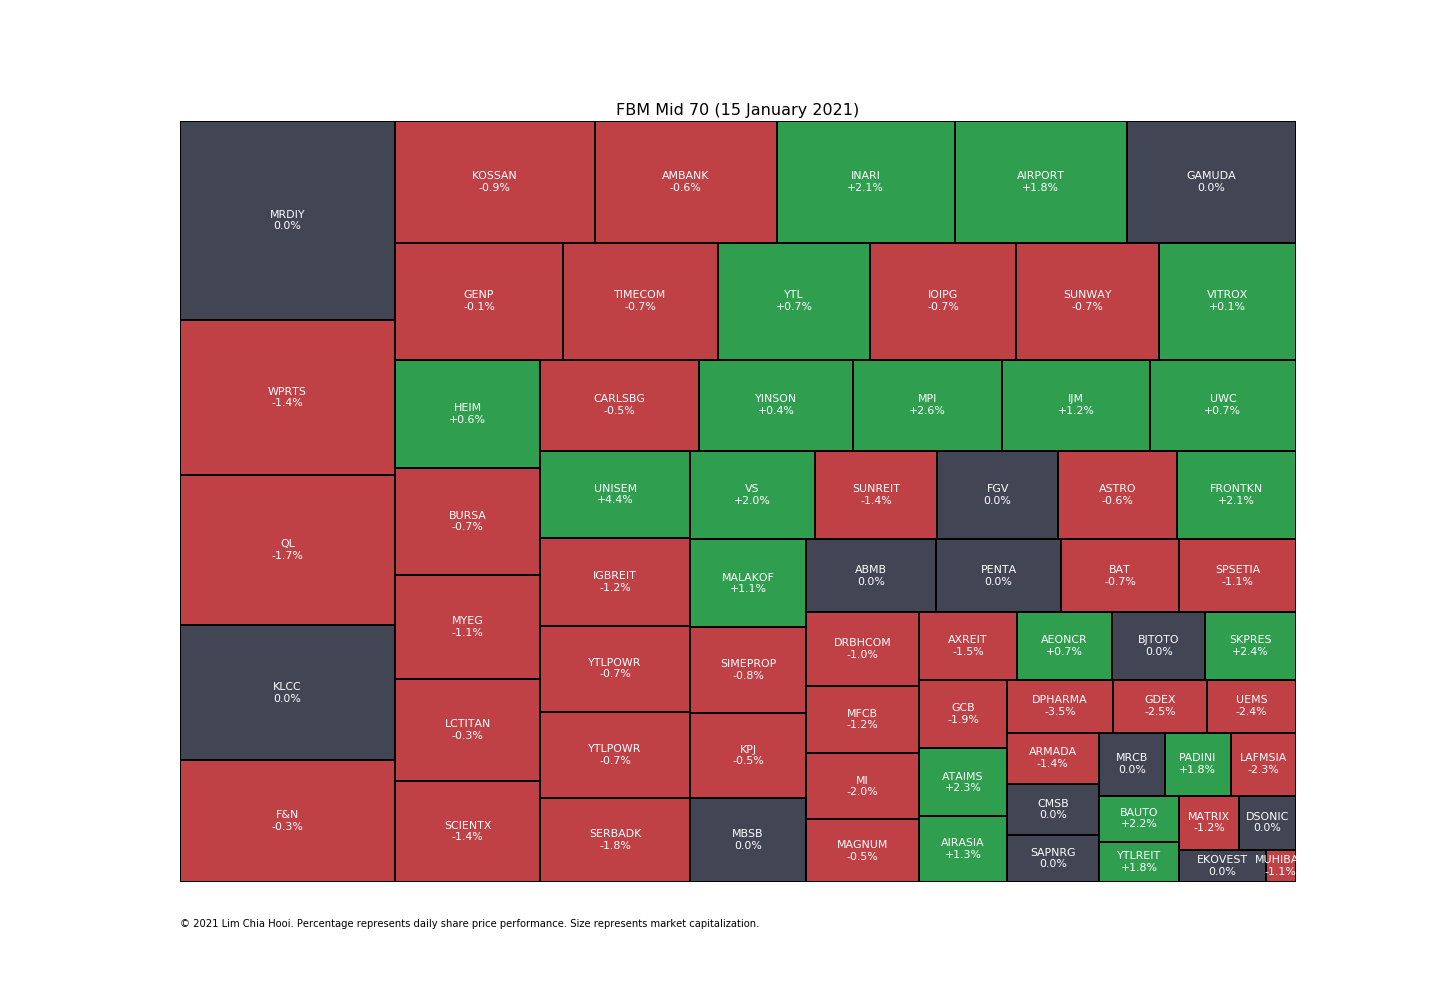 FBM Mid 70 (15 January 2021)
MRDIY
0.0%
WPRTS
-1.4%
QL
-1.7%
KLCC
0.0%
F&N
-0.3%
KOSSAN
-0.9%
AMBANK
-0.6%
INARI
+2.1%
AIRPORT
+1.8%
GAMUDA
0.0%
GENP
-0.1%
TIMECOM
-0.7%
YTL
+0.7%
IOIPG
-0.7%
SUNWAY
-0.7%
VITROX
+0.1%
HEIM
+0.6%
BURSA
-0.7%
MYEG
-1.1%
LCTITAN
-0.3%
SCIENTX
-1.4%
CARLSBG
-0.5%
YINSON
+0.4%
MPI
+2.6%
IJM
+1.2%
UWC
+0.7%
UNISEM
+4.4%
IGBREIT
-1.2%
YTLPOWR
-0.7%
YTLPOWR
-0.7%
SERBADK
-1.8%
VS
+2.0%
SUNREIT
-1.4%
FGV
0.0%
ASTRO
-0.6%
FRONTKN
+2.1%
MALAKOF
+1.1%
SIMEPROP
-0.8%
KPJ
-0.5%
MBSB
0.0%
ABMB
0.0%
PENTA
0.0%
BAT
-0.7%
SPSETIA
-1.1%
DRBHCOM
-1.0%
MFCB
-1.2%
MI
-2.0%
MAGNUM
-0.5%
AXREIT
-1.5%
AEONCR
+0.7%
BJTOTO
0.0%
SKPRES
+2.4%
GCB
-1.9%
ATAIMS
+2.3%
AIRASIA
+1.3%
DPHARMA
-3.5%
GDEX
-2.5%
UEMS
-2.4%
ARMADA
-1.4%
CMSB
0.0%
SAPNRG
0.0%
MRCB
0.0%
PADINI
+1.8%
LAFMSIA
-2.3%
BAUTO
+2.2%
YTLREIT
+1.8%
MATRIX
-1.2%
DSONIC
0.0%
EKOVEST
0.0%
MUHIBA
-1.1%
© 2021 Lim Chia Hooi. Percentage represents daily share price performance. Size represents market capitalization.